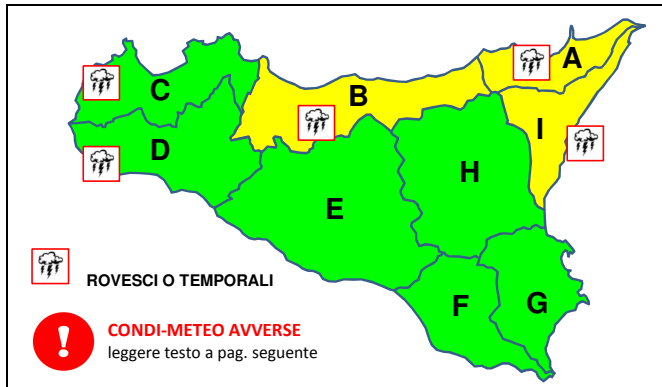 A
B
C
I
D
H
E
ROVESCI O TEMPORALI
F
G
CONDI-METEO AVVERSE
leggere testo a pag. seguente